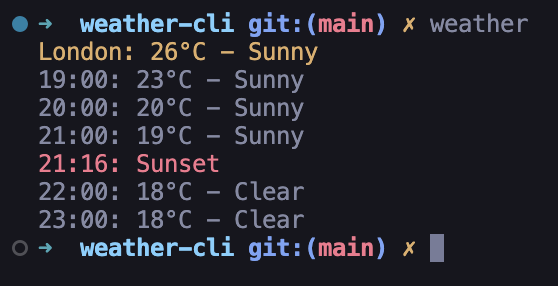 ➜ weather-cli git:(main) ✗ weather
London: 26°C – Sunny
19:00: 23°C – Sunny
20:00: 20°C – Sunny
21:00: 19°C – Sunny
21:16: Sunset
22:00: 18°C – Clear
23:00: 18°C – Clear
➜ weather-cli git:(main) ✗